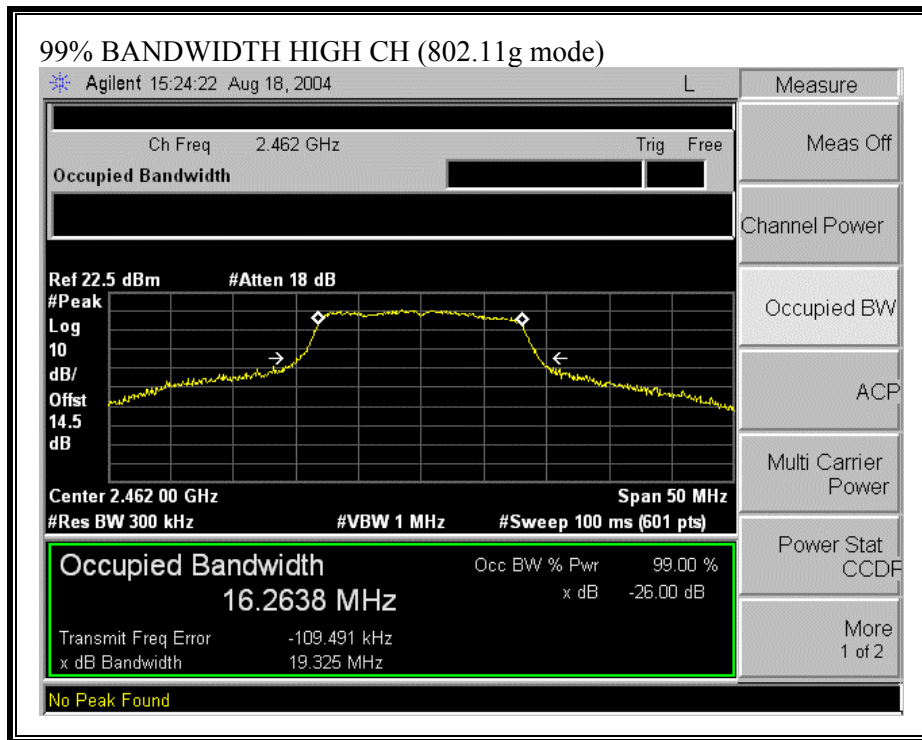 99% BANDWIDTH HIGH CH (802.11g mode)
Agilent 15:24:22 Aug 18, 2004 L Measure
Ch Freq 2.462 GHz Trig Free
Occupied Bandwidth
Meas Off
Channel Power
Ref 22.5 dBm #Atten 18 dB
#Peak
Log
10
dB/
Offst
14.5
dB
Occupied BW
ACP
Multi Carrier
Power
Center 2.462 00 GHz Span 50 MHz
#Res BW 300 kHz #VBW 1 MHz #Sweep 100 ms (601 pts)
Power Stat
CCDF
Occupied Bandwidth Occ BW % Pwr 99.00 %
16.2638 MHz x dB -26.00 dB
Transmit Freq Error -109.491 kHz
x dB Bandwidth 19.325 MHz
More
1 of 2
No Peak Found